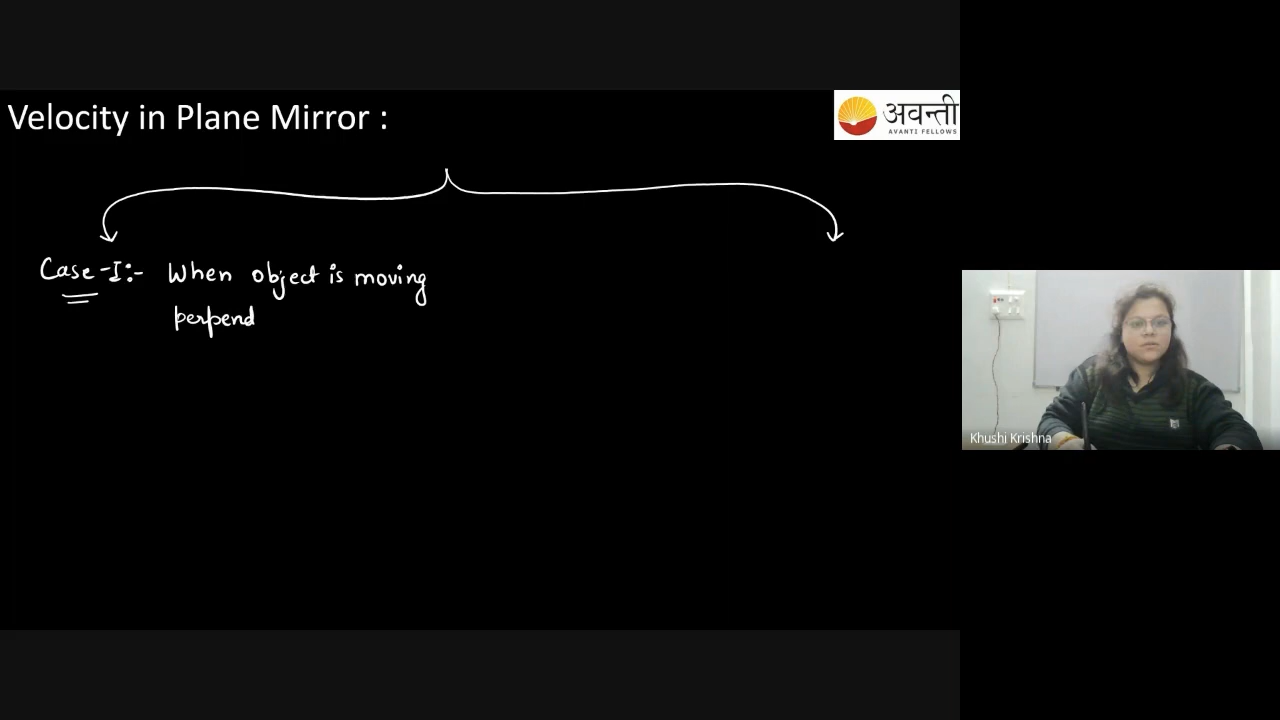 Velocity in Plane Mirror :
अवन्ती
AVANTI FELLOWS
Case-I:- When object is moving
perpend
Khushi Krishna